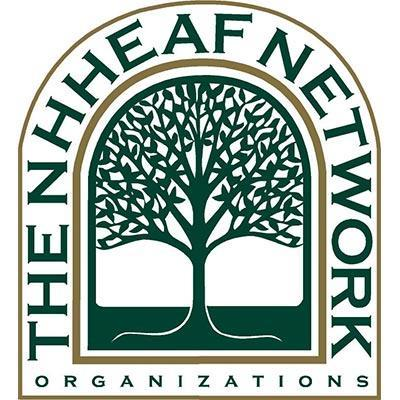 THE NHHEAF NETWORK
ORGANIZATIONS